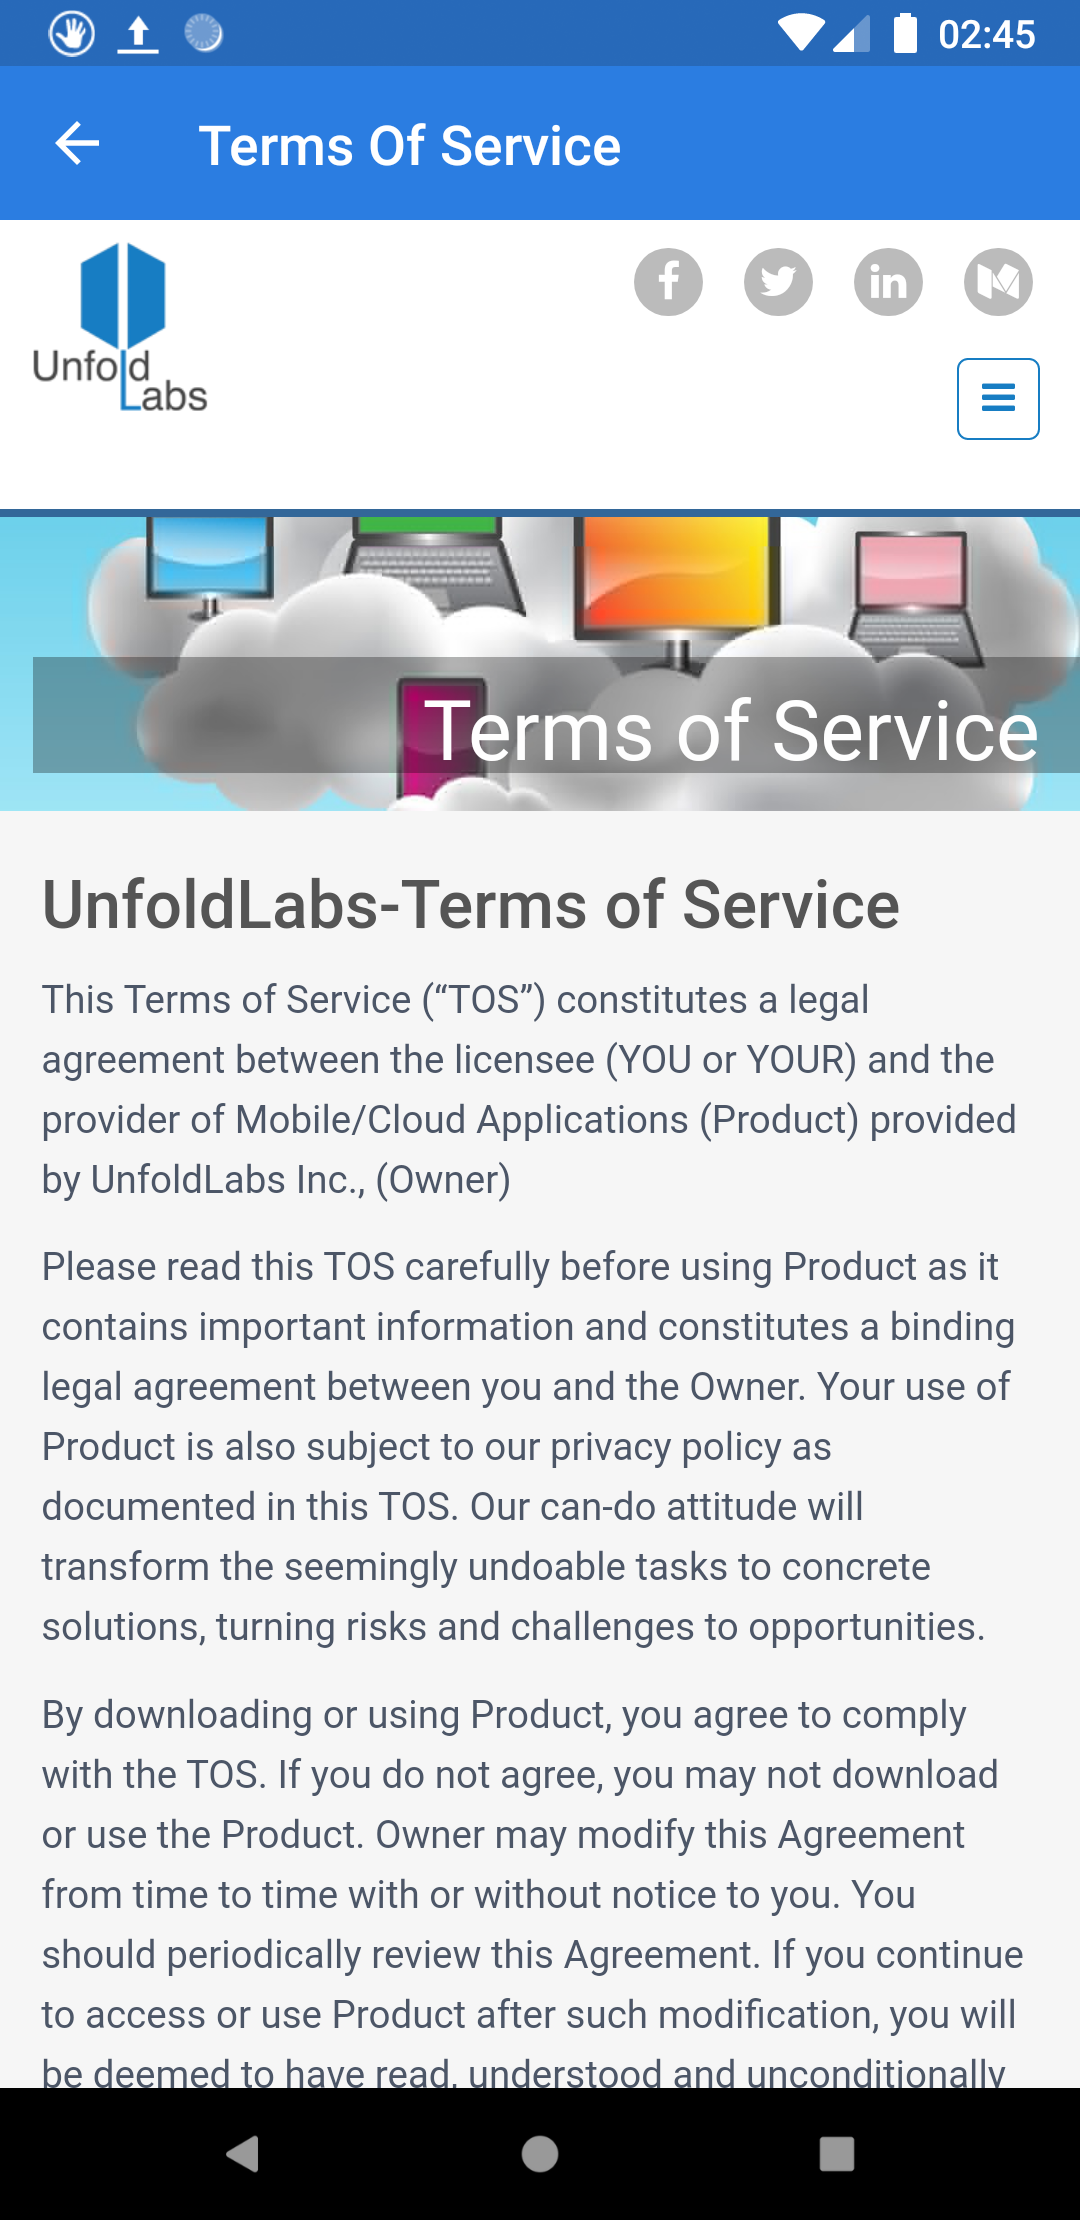 02:45
Terms Of Service
Unfold
Labs
Terms of Service
UnfoldLabs-Terms of Service
This Terms of Service (“TOS”) constitutes a legal
agreement between the licensee (YOU or YOUR) and the
provider of Mobile/Cloud Applications (Product) provided
by UnfoldLabs Inc., (Owner)
Please read this TOS carefully before using Product as it
contains important information and constitutes a binding
legal agreement between you and the Owner. Your use of
Product is also subject to our privacy policy as
documented in this TOS. Our can-do attitude will
transform the seemingly undoable tasks to concrete
solutions, turning risks and challenges to opportunities.
By downloading or using Product, you agree to comply
with the TOS. If you do not agree, you may not download
or use the Product. Owner may modify this Agreement
from time to time with or without notice to you. You
should periodically review this Agreement. If you continue
to access or use Product after such modification, you will
be deemed to have read, understood and unconditionally